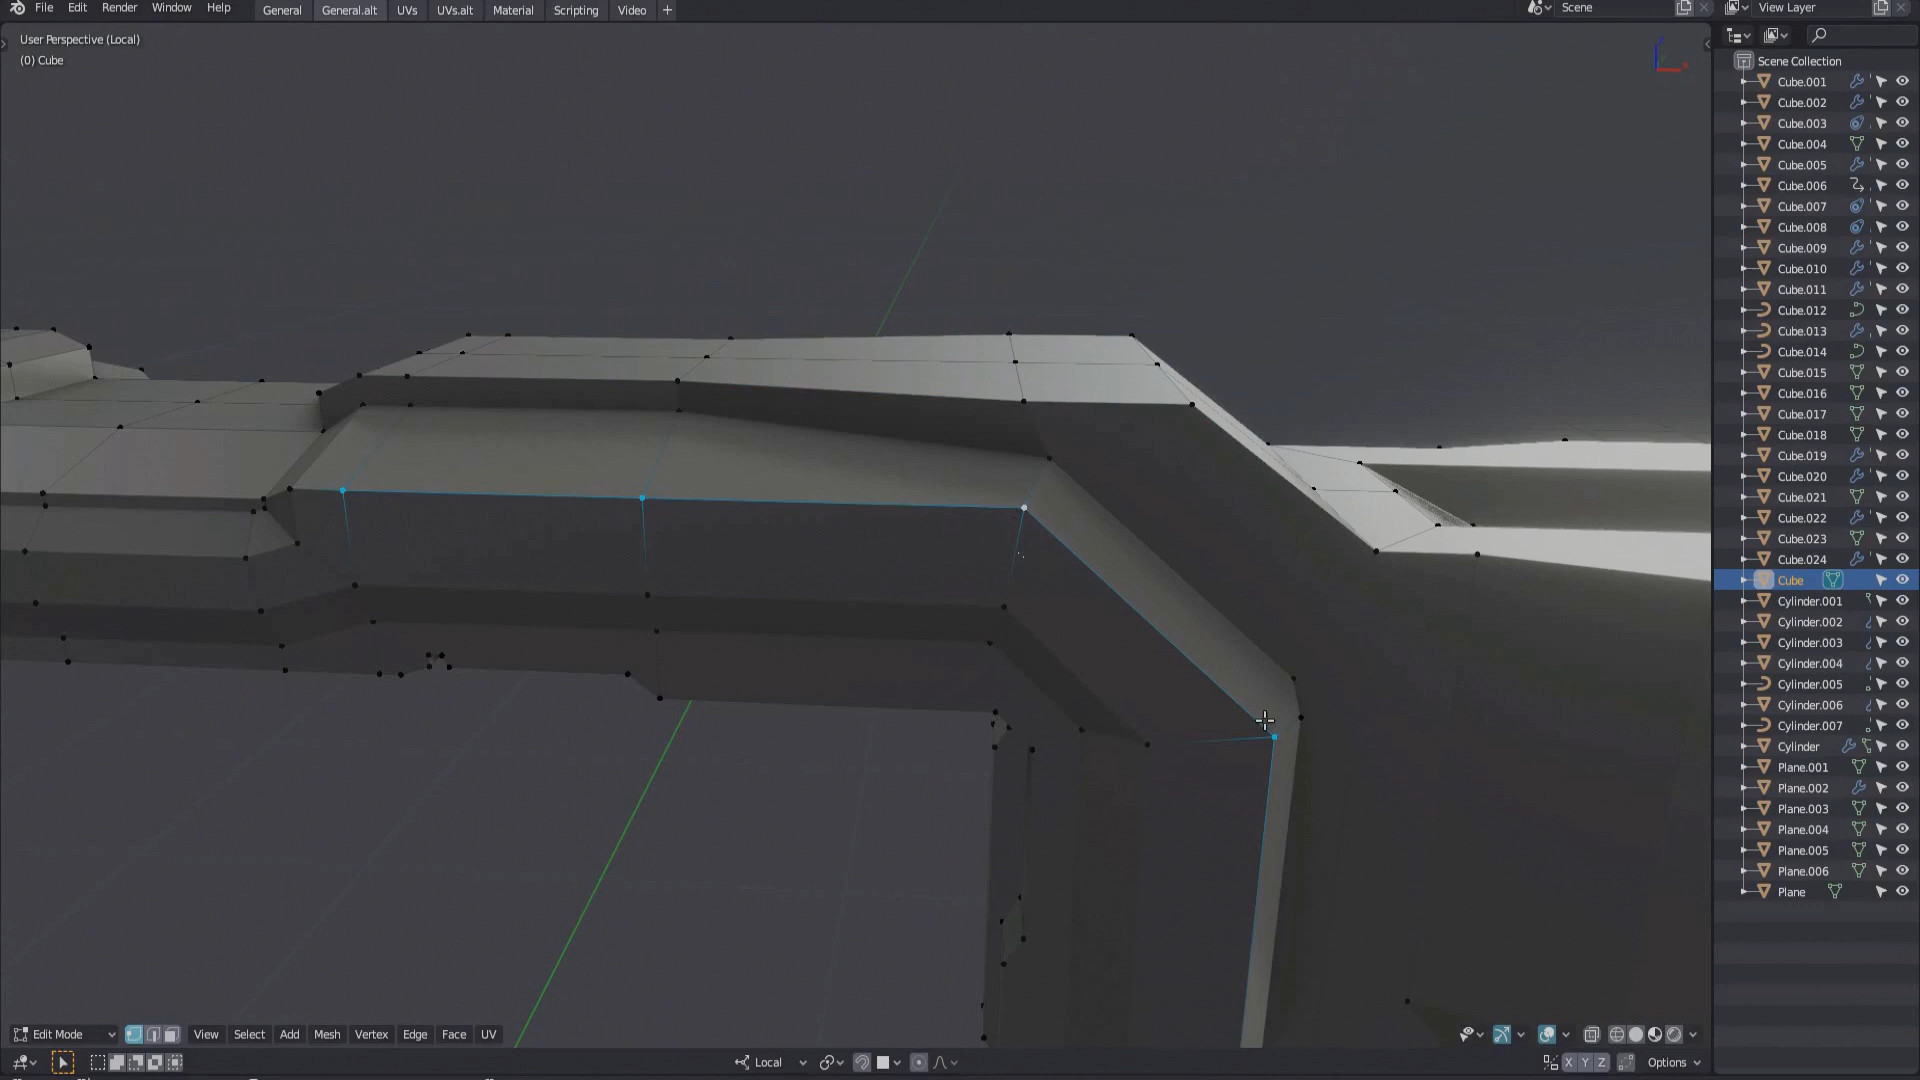 File Edit Render Window Help General General.alt UVs UVs.alt Material Scripting Video + Scene View Layer
User Perspective (Local)
(0) Cube
Scene Collection
Cube.001
Cube.002
Cube.003
Cube.004
Cube.005
Cube.006
Cube.007
Cube.008
Cube.009
Cube.010
Cube.011
Cube.012
Cube.013
Cube.014
Cube.015
Cube.016
Cube.017
Cube.018
Cube.019
Cube.020
Cube.021
Cube.022
Cube.023
Cube.024
Cube
Cylinder.001
Cylinder.002
Cylinder.003
Cylinder.004
Cylinder.005
Cylinder.006
Cylinder.007
Cylinder
Plane.001
Plane.002
Plane.003
Plane.004
Plane.005
Plane.006
Plane
Edit Mode View Select Add Mesh Vertex Edge Face UV
Local X Y Z Options